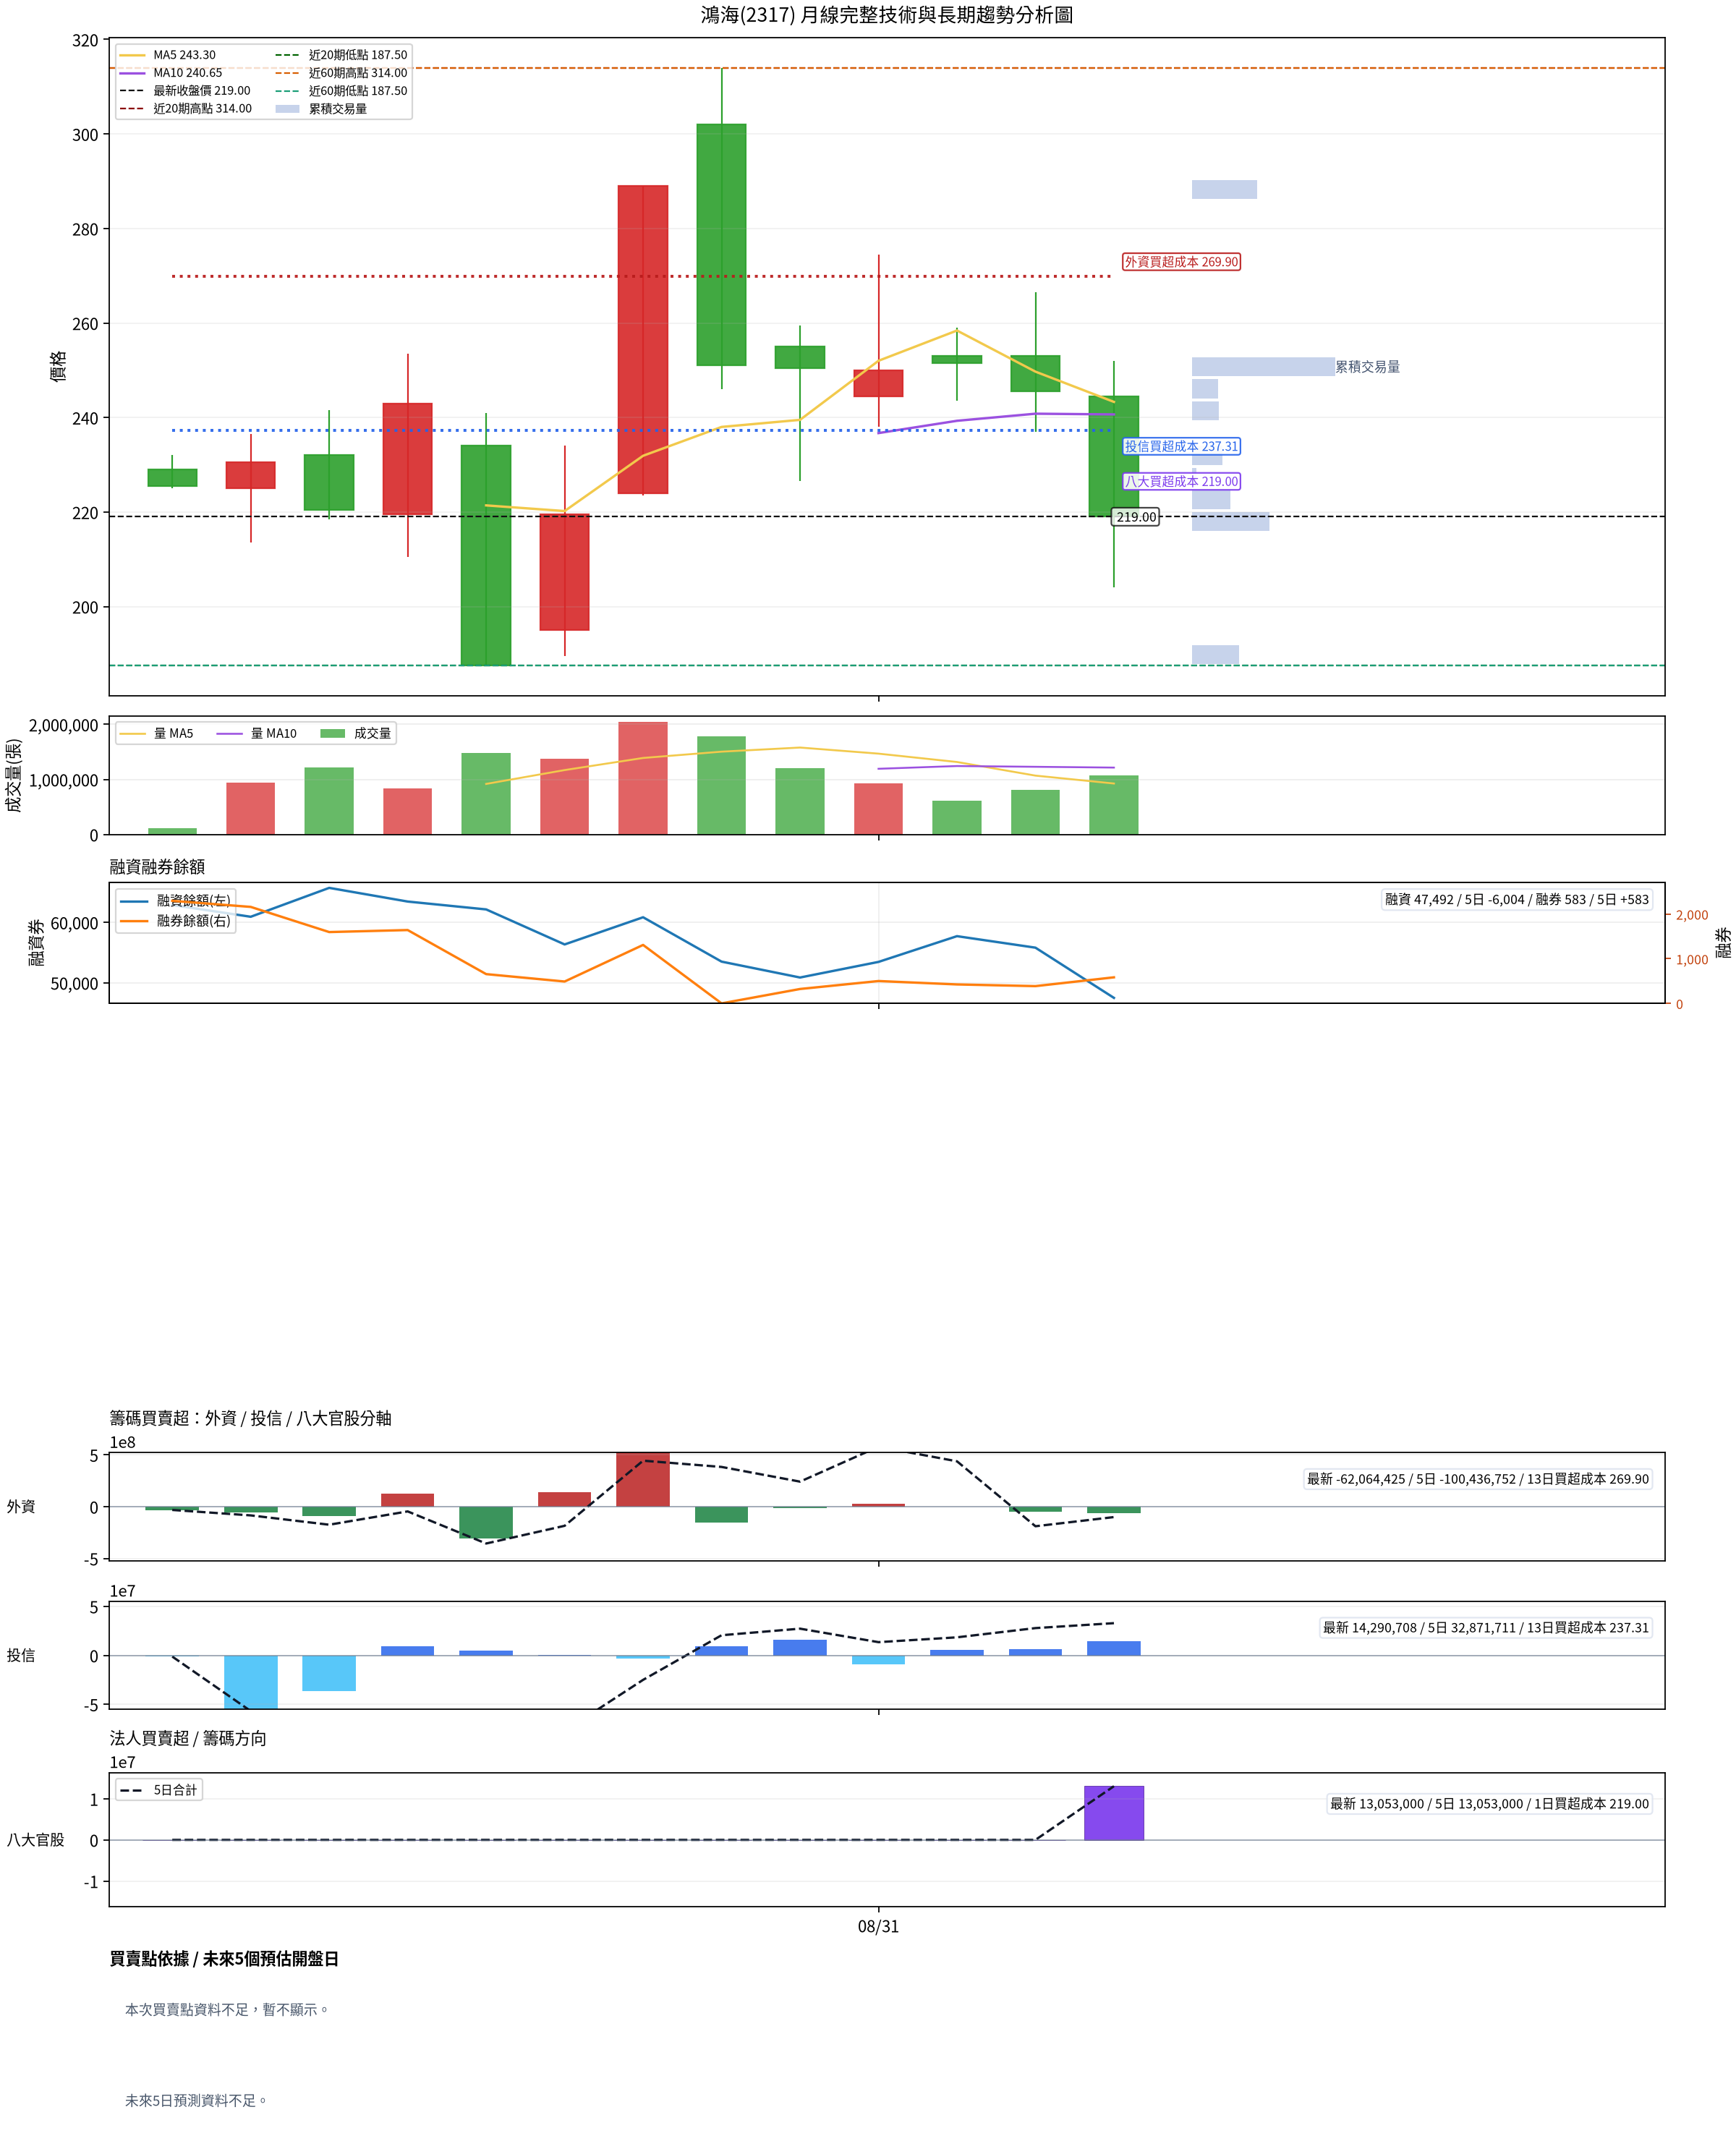 鴻海(2317) 月線完整技術與長期趨勢分析圖
320
300
280
260
240
220
200
價格
MA5 243.30
MA10 240.65
最新收盤價 219.00
近20期高點 314.00
近20期低點 187.50
近60期高點 314.00
近60期低點 187.50
累積交易量
外資買超成本 269.90
累積交易量
投信買超成本 237.31
八大買超成本 219.00
219.00
2,000,000
1,000,000
0
成交量(張)
量 MA5
量 MA10
成交量
融資融券餘額
融資餘額(左)
融券餘額(右)
融資 47,492 / 5日 -6,004 / 融券 583 / 5日 +583
60,000
50,000
融資券
2,000
1,000
0
融券
籌碼買賣超：外資 / 投信 / 八大官股分軸
1e8
5
0
-5
外資
最新 -62,064,425 / 5日 -100,436,752 / 13日買超成本 269.90
1e7
5
0
-5
投信
最新 14,290,708 / 5日 32,871,711 / 13日買超成本 237.31
法人買賣超 / 籌碼方向
1e7
5日合計
1
0
-1
八大官股
最新 13,053,000 / 5日 13,053,000 / 1日買超成本 219.00
08/31
買賣點依據 / 未來5個預估開盤日
本次買賣點資料不足，暫不顯示。
未來5日預測資料不足。